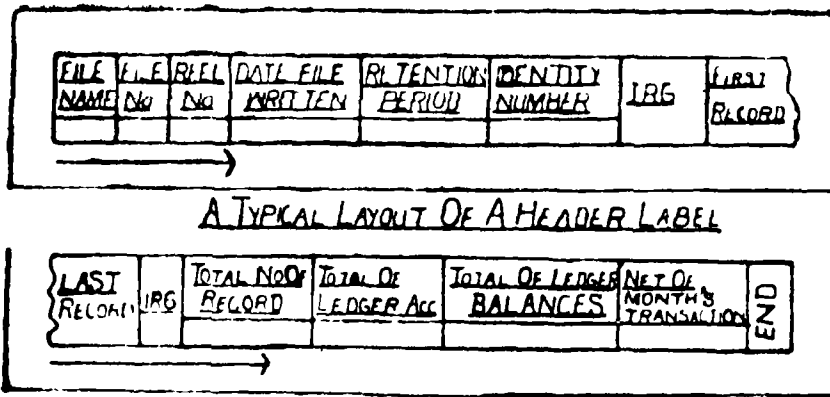 FILE NAME
FILE No
REEL No
DATE FILE WRITTEN
RETENTION PERIOD
IDENTITY NUMBER
IRG
FIRST RECORD
A TYPICAL LAYOUT OF A HEADER LABEL
LAST RECORD
IRG
TOTAL NO OF RECORD
TOTAL OF LEDGER ACC
TOTAL OF LEDGER BALANCES
NET OF MONTH'S TRANSACTION
END